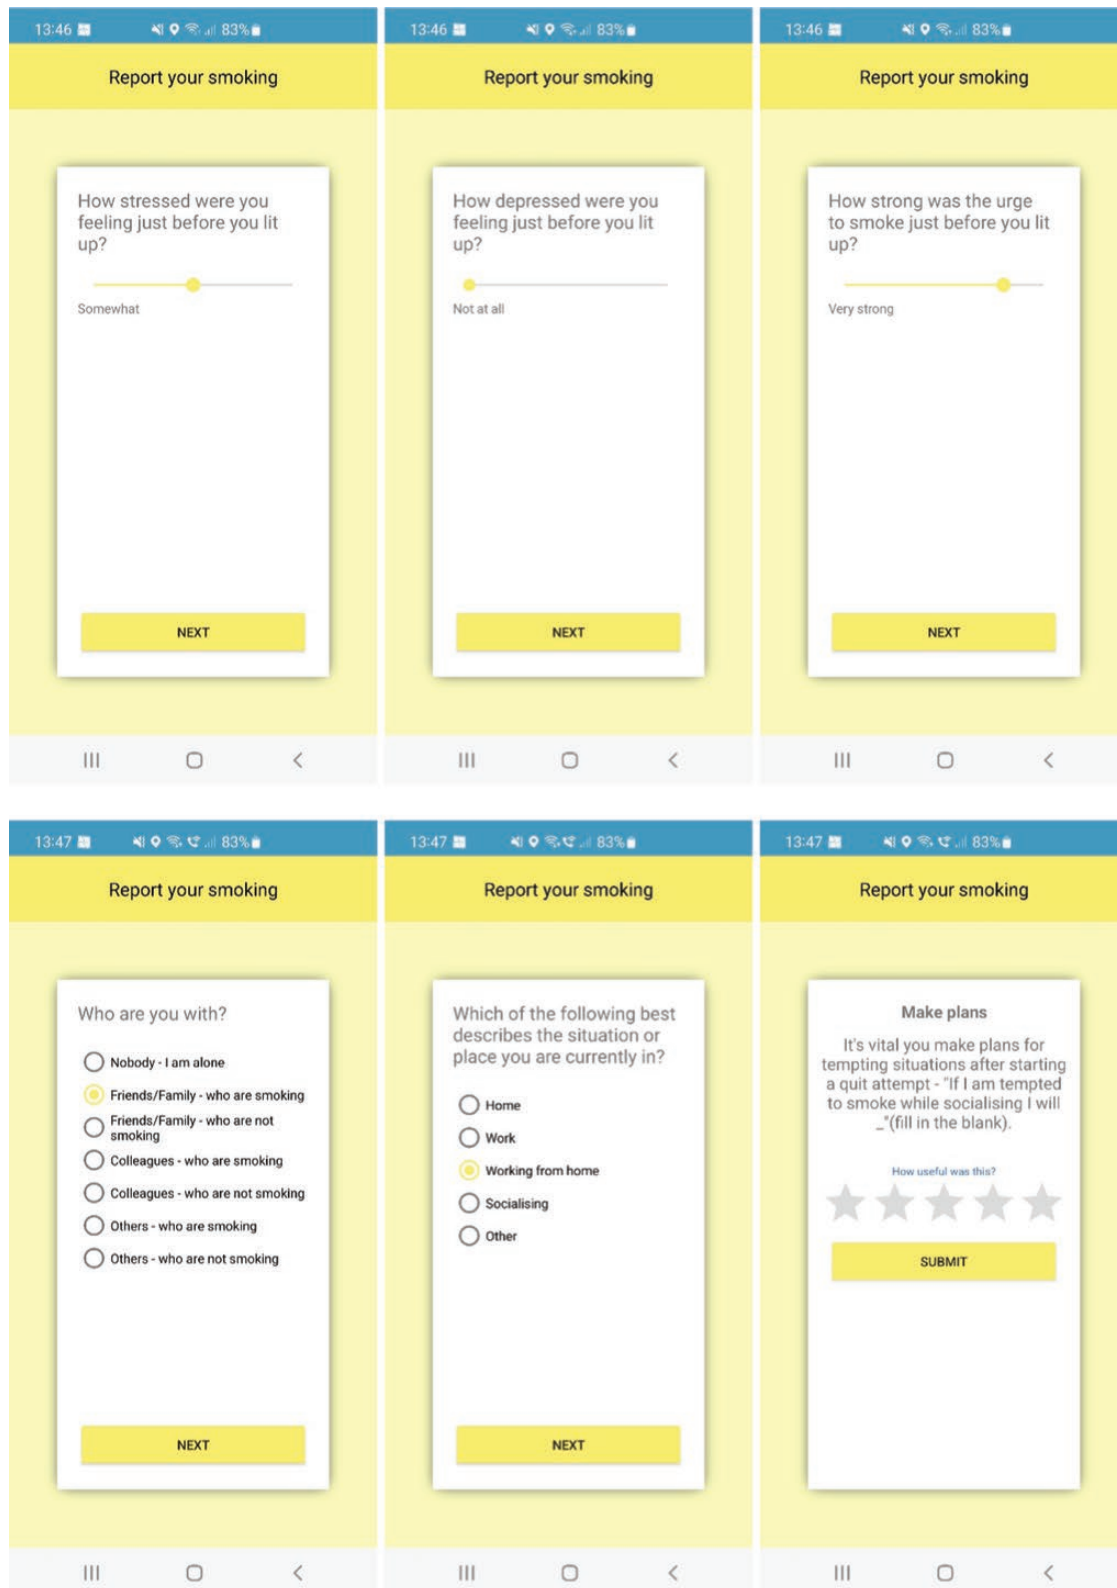 13:46 83%
Report your smoking
How stressed were you
feeling just before you lit
up?
Somewhat
NEXT
13:46 83%
Report your smoking
How depressed were you
feeling just before you lit
up?
Not at all
NEXT
13:46 83%
Report your smoking
How strong was the urge
to smoke just before you lit
up?
Very strong
NEXT
13:47 83%
Report your smoking
Who are you with?
Nobody - I am alone
Friends/Family - who are smoking
Friends/Family - who are not
smoking
Colleagues - who are smoking
Colleagues - who are not smoking
Others - who are smoking
Others - who are not smoking
NEXT
13:47 83%
Report your smoking
Which of the following best
describes the situation or
place you are currently in?
Home
Work
Working from home
Socialising
Other
NEXT
13:47 83%
Report your smoking
Make plans
It's vital you make plans for
tempting situations after starting
a quit attempt - "If I am tempted
to smoke while socialising I will
_"(fill in the blank).
How useful was this?
SUBMIT